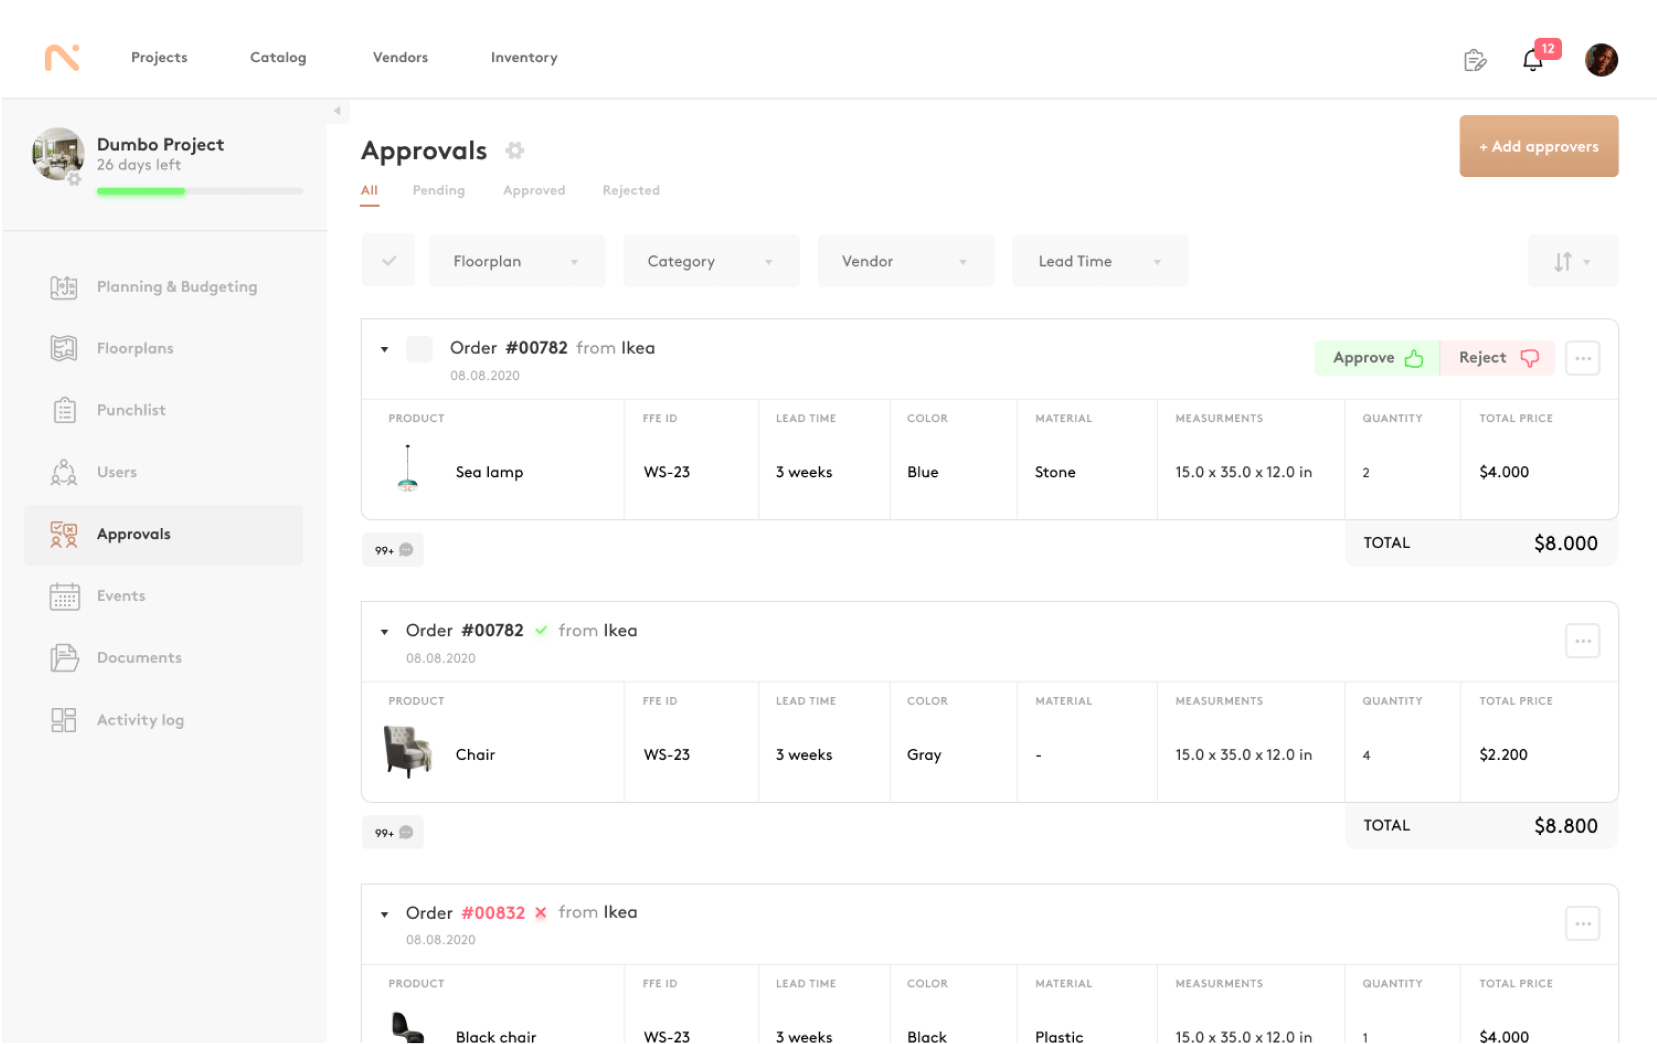 Projects Catalog Vendors Inventory 12
Dumbo Project
26 days left
Planning & Budgeting
Floorplans
Punchlist
Users
Approvals
Events
Documents
Activity log
Approvals
+ Add approvers
All Pending Approved Rejected
Floorplan Category Vendor Lead Time
Order #00782 from Ikea Approve Reject ...
08.08.2020
PRODUCT FFE ID LEAD TIME COLOR MATERIAL MEASURMENTS QUANTITY TOTAL PRICE
Sea lamp WS-23 3 weeks Blue Stone 15.0 x 35.0 x 12.0 in 2 $4.000
99+ TOTAL $8.000
Order #00782 from Ikea ...
08.08.2020
PRODUCT FFE ID LEAD TIME COLOR MATERIAL MEASURMENTS QUANTITY TOTAL PRICE
Chair WS-23 3 weeks Gray - 15.0 x 35.0 x 12.0 in 4 $2.200
99+ TOTAL $8.800
Order #00832 from Ikea ...
08.08.2020
PRODUCT FFE ID LEAD TIME COLOR MATERIAL MEASURMENTS QUANTITY TOTAL PRICE
Black chair WS-23 3 weeks Black Plastic 15.0 x 35.0 x 12.0 in 1 $4.000